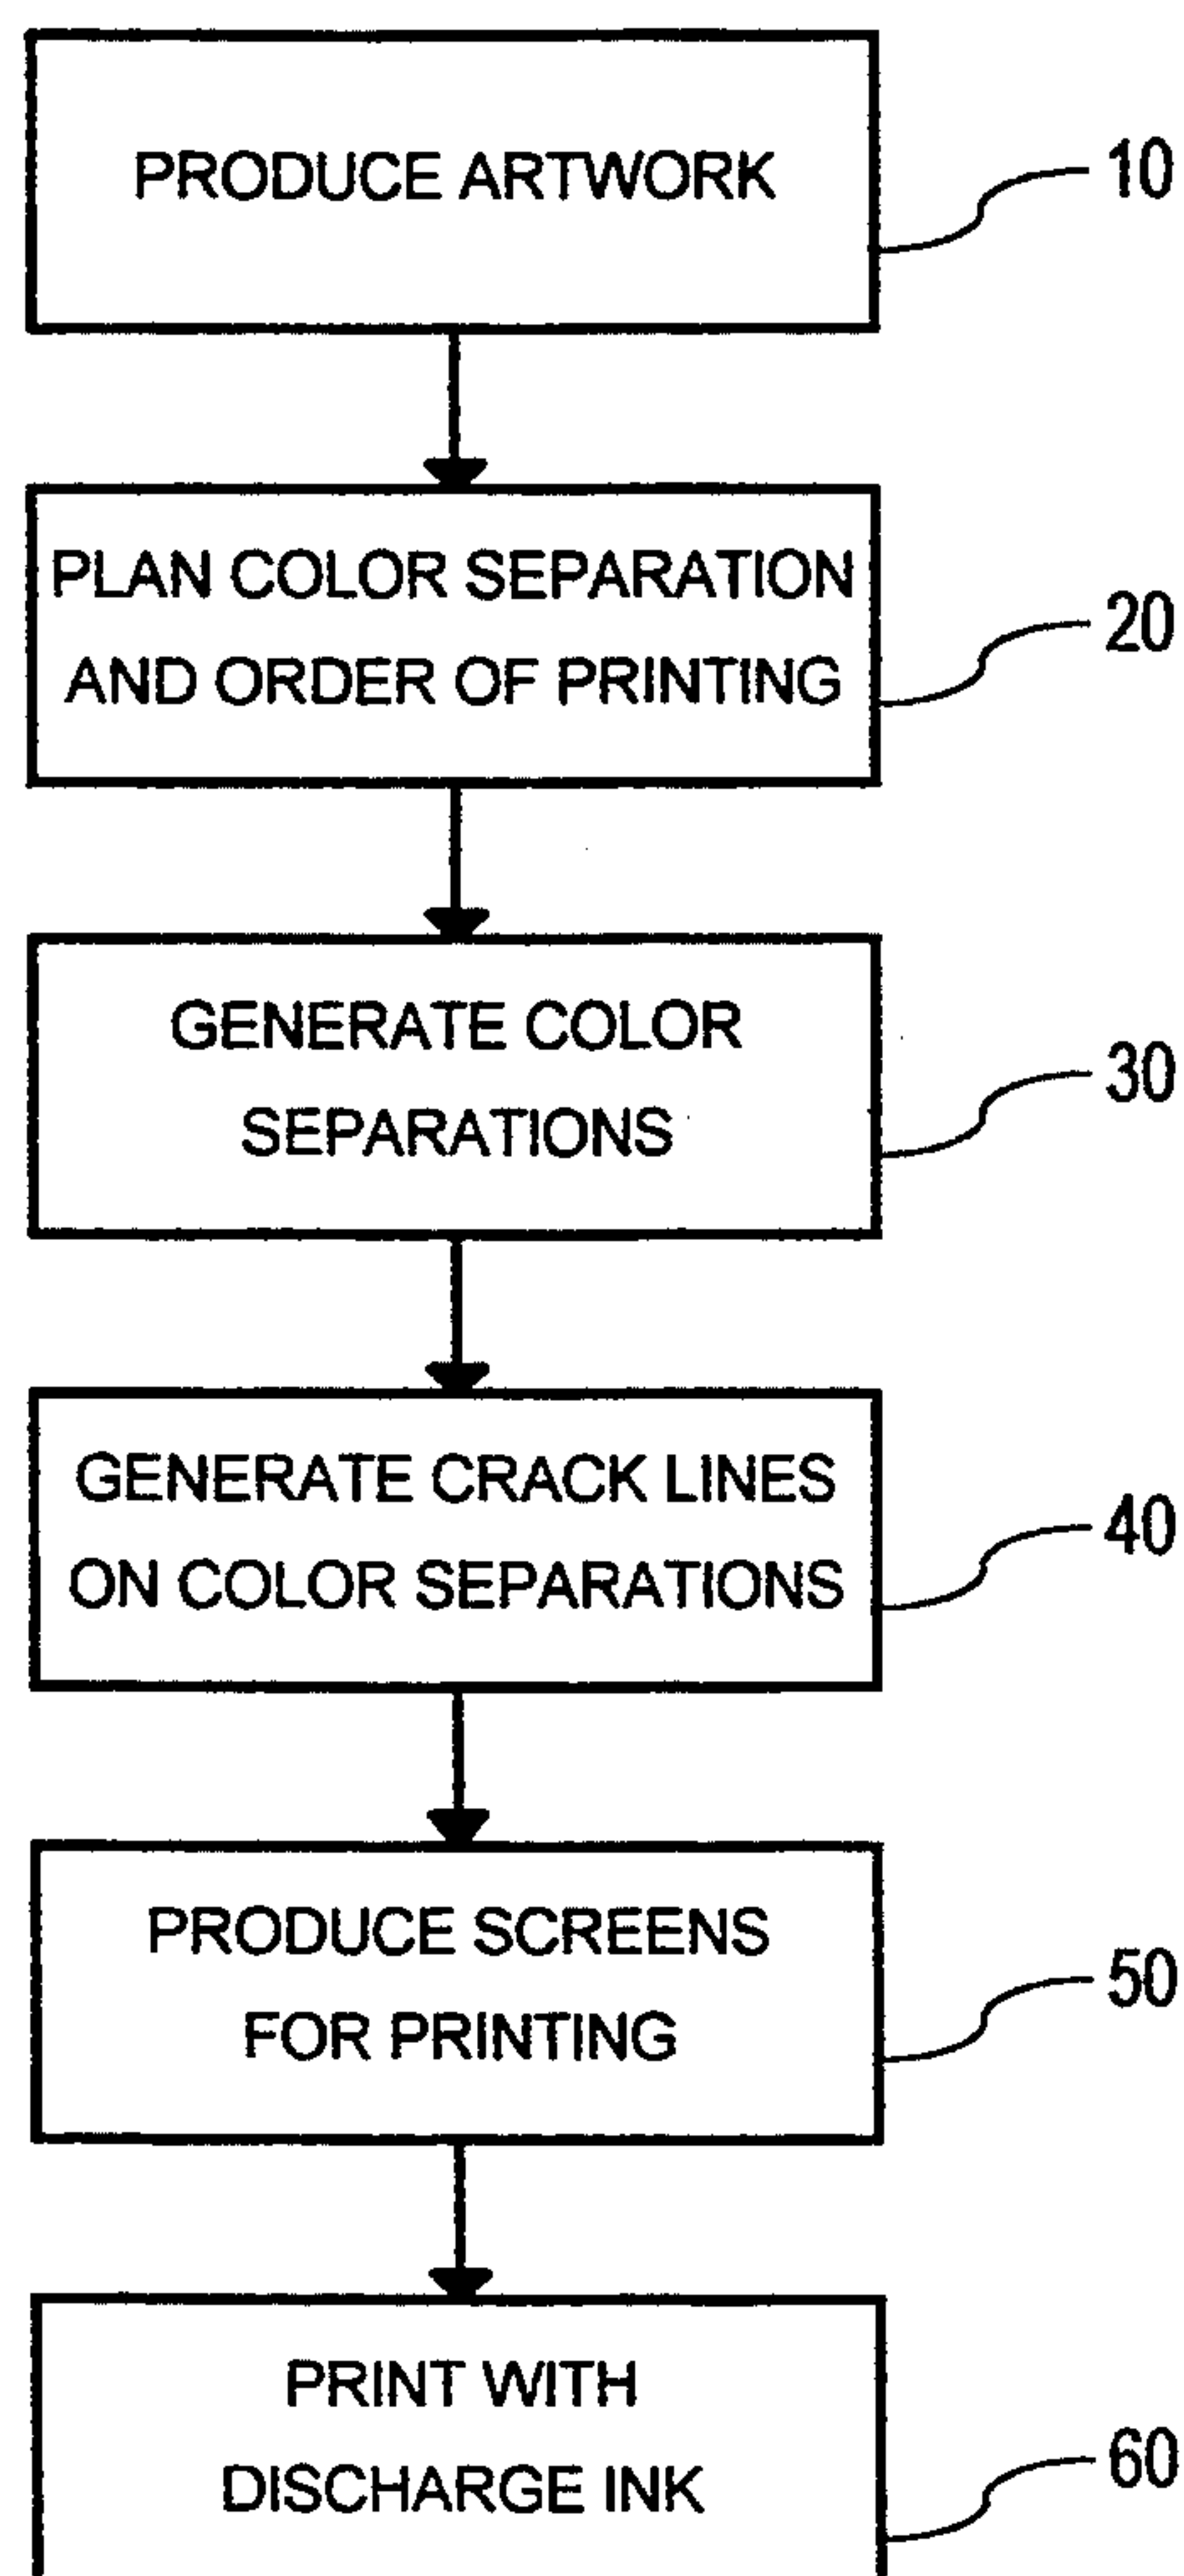 PRODUCE ARTWORK
10
PLAN COLOR SEPARATION
AND ORDER OF PRINTING
20
GENERATE COLOR
SEPARATIONS
30
GENERATE CRACK LINES
ON COLOR SEPARATIONS
40
PRODUCE SCREENS
FOR PRINTING
50
PRINT WITH
DISCHARGE INK
60